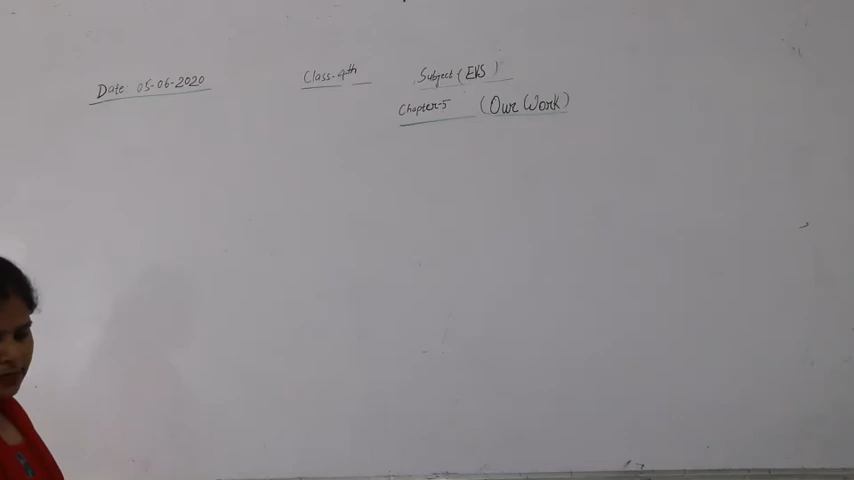 Date: 05-06-2020 Class-4th Subject (EVS)
Chapter-5 (Our Work)